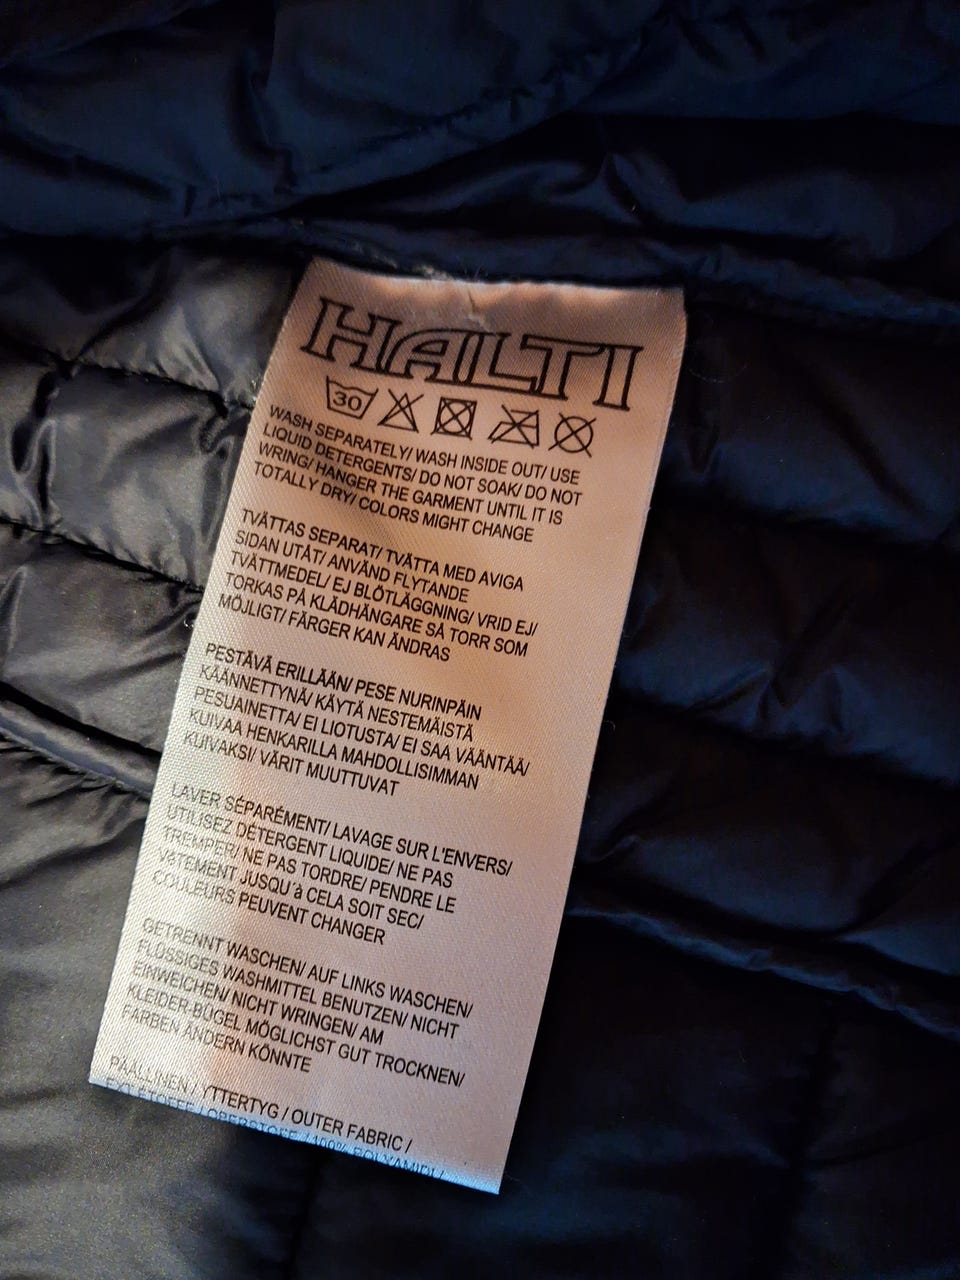 HALTI
30
WASH SEPARATELY/ WASH INSIDE OUT/ USE
LIQUID DETERGENTS/ DO NOT SOAK/ DO NOT
WRING/ HANGER THE GARMENT UNTIL IT IS
TOTALLY DRY/ COLORS MIGHT CHANGE
TVÄTTAS SEPARAT/ TVÄTTA MED AVIGA
SIDAN UTÅT/ ANVÄND FLYTANDE
TVÄTTMEDEL/ EJ BLÖTLÄGGNING/ VRID EJ/
TORKAS PÅ KLÄDHÄNGARE SÅ TORR SOM
MÖJLIGT/ FÄRGER KAN ÄNDRAS
PESTÄVÄ ERILLÄÄN/ PESE NURINPÄIN
KÄÄNNETTYNÄ/ KÄYTÄ NESTEMÄISTÄ
PESUAINETTA/ EI LIOTUSTA/ EI SAA VÄÄNTÄÄ/
KUIVAA HENKARILLA MAHDOLLISIMMAN
KUIVAKSI/ VÄRIT MUUTTUVAT
LAVER SÉPARÉMENT/ LAVAGE SUR L'ENVERS/
UTILISEZ DÉTERGENT LIQUIDE/ NE PAS
TREMPER/ NE PAS TORDRE/ PENDRE LE
VêTEMENT JUSQU'à CELA SOIT SEC/
COULEURS PEUVENT CHANGER
GETRENNT WASCHEN/ AUF LINKS WASCHEN/
FLÜSSIGES WASHMITTEL BENUTZEN/ NICHT
EINWEICHEN/ NICHT WRINGEN/ AM
KLEIDER-BÜGEL MÖGLICHST GUT TROCKNEN/
FARBEN ÄNDERN KÖNNTE
PÄÄLLINEN / YTTERTYG / OUTER FABRIC /
100% POLYAMIDI /